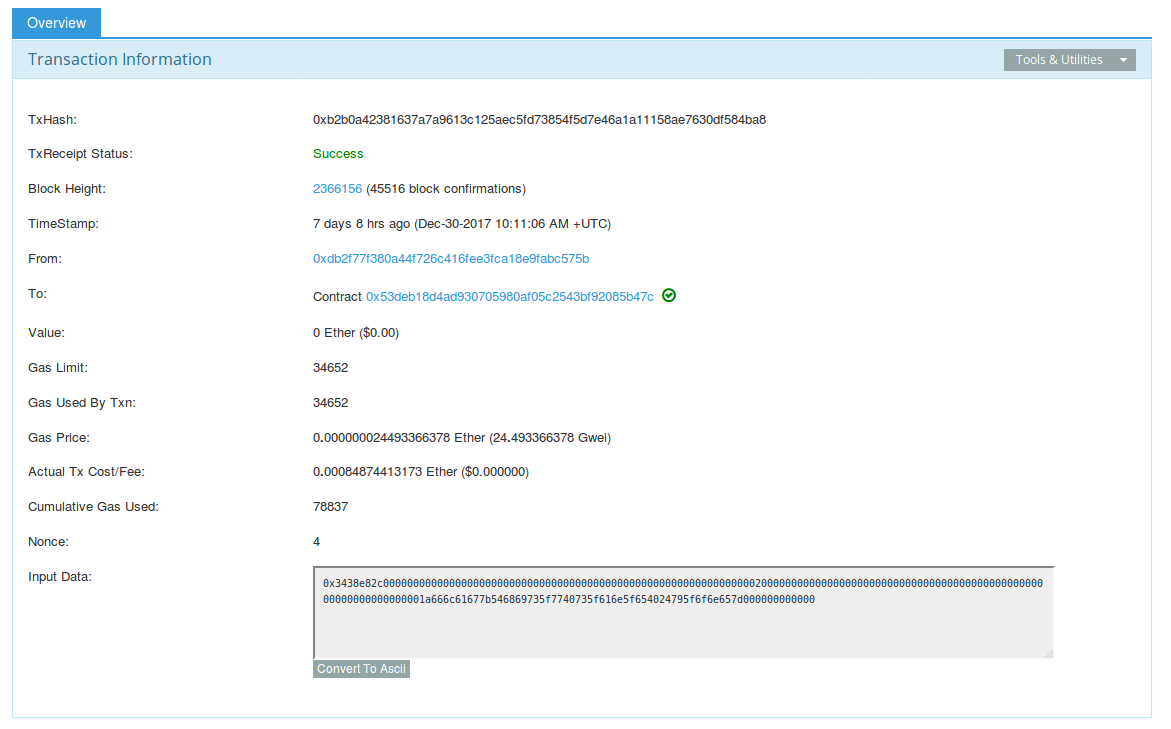 Overview
Transaction Information
Tools & Utilities
TxHash: 0xb2b0a42381637a7a9613c125aec5fd73854f5d7e46a1a11158ae7630df584ba8
TxReceipt Status: Success
Block Height: 2366156 (45516 block confirmations)
TimeStamp: 7 days 8 hrs ago (Dec-30-2017 10:11:06 AM +UTC)
From: 0xdb2f77f380a44f726c416fee3fca18e9fabc575b
To: Contract 0x53deb18d4ad930705980af05c2543bf92085b47c
Value: 0 Ether ($0.00)
Gas Limit: 34652
Gas Used By Txn: 34652
Gas Price: 0.000000024493366378 Ether (24.493366378 Gwei)
Actual Tx Cost/Fee: 0.00084874413173 Ether ($0.000000)
Cumulative Gas Used: 78837
Nonce: 4
Input Data: 0x3438e82c00000000000000000000000000000000000000000000000000000000000000200000000000000000000000000000000000000000000000
00000000000000001a666c61677b546869735f7740735f616e5f654024795f6f6e657d000000000000
Convert To Ascii